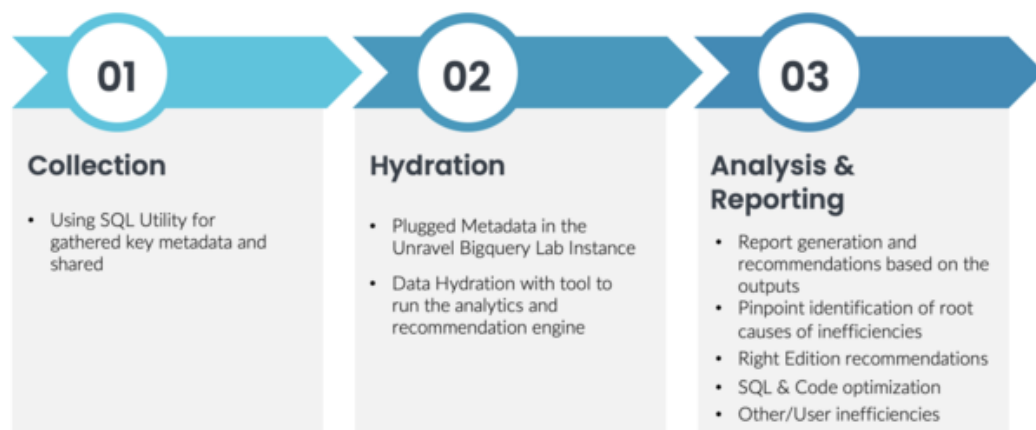 01
Collection
• Using SQL Utility for
gathered key metadata and
shared
02
Hydration
• Plugged Metadata in the
Unravel Bigquery Lab Instance
• Data Hydration with tool to
run the analytics and
recommendation engine
03
Analysis &
Reporting
• Report generation and
recommendations based on the
outputs
• Pinpoint identification of root
causes of inefficiencies
• Right Edition recommendations
• SQL & Code optimization
• Other/User inefficiencies